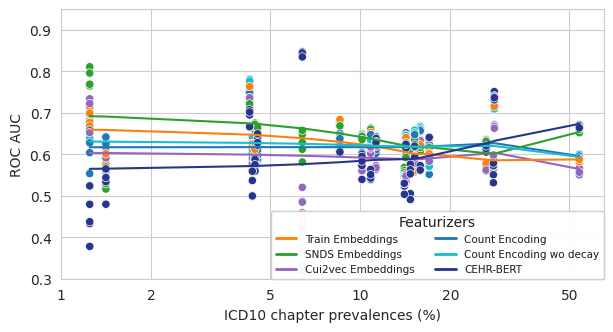 0.9
0.8
0.7
0.6
0.5
0.4
0.3
ROC AUC
1 2 5 10 20 50
ICD10 chapter prevalences (%)
Featurizers
Train Embeddings
SNDS Embeddings
Cui2vec Embeddings
Count Encoding
Count Encoding wo decay
CEHR-BERT